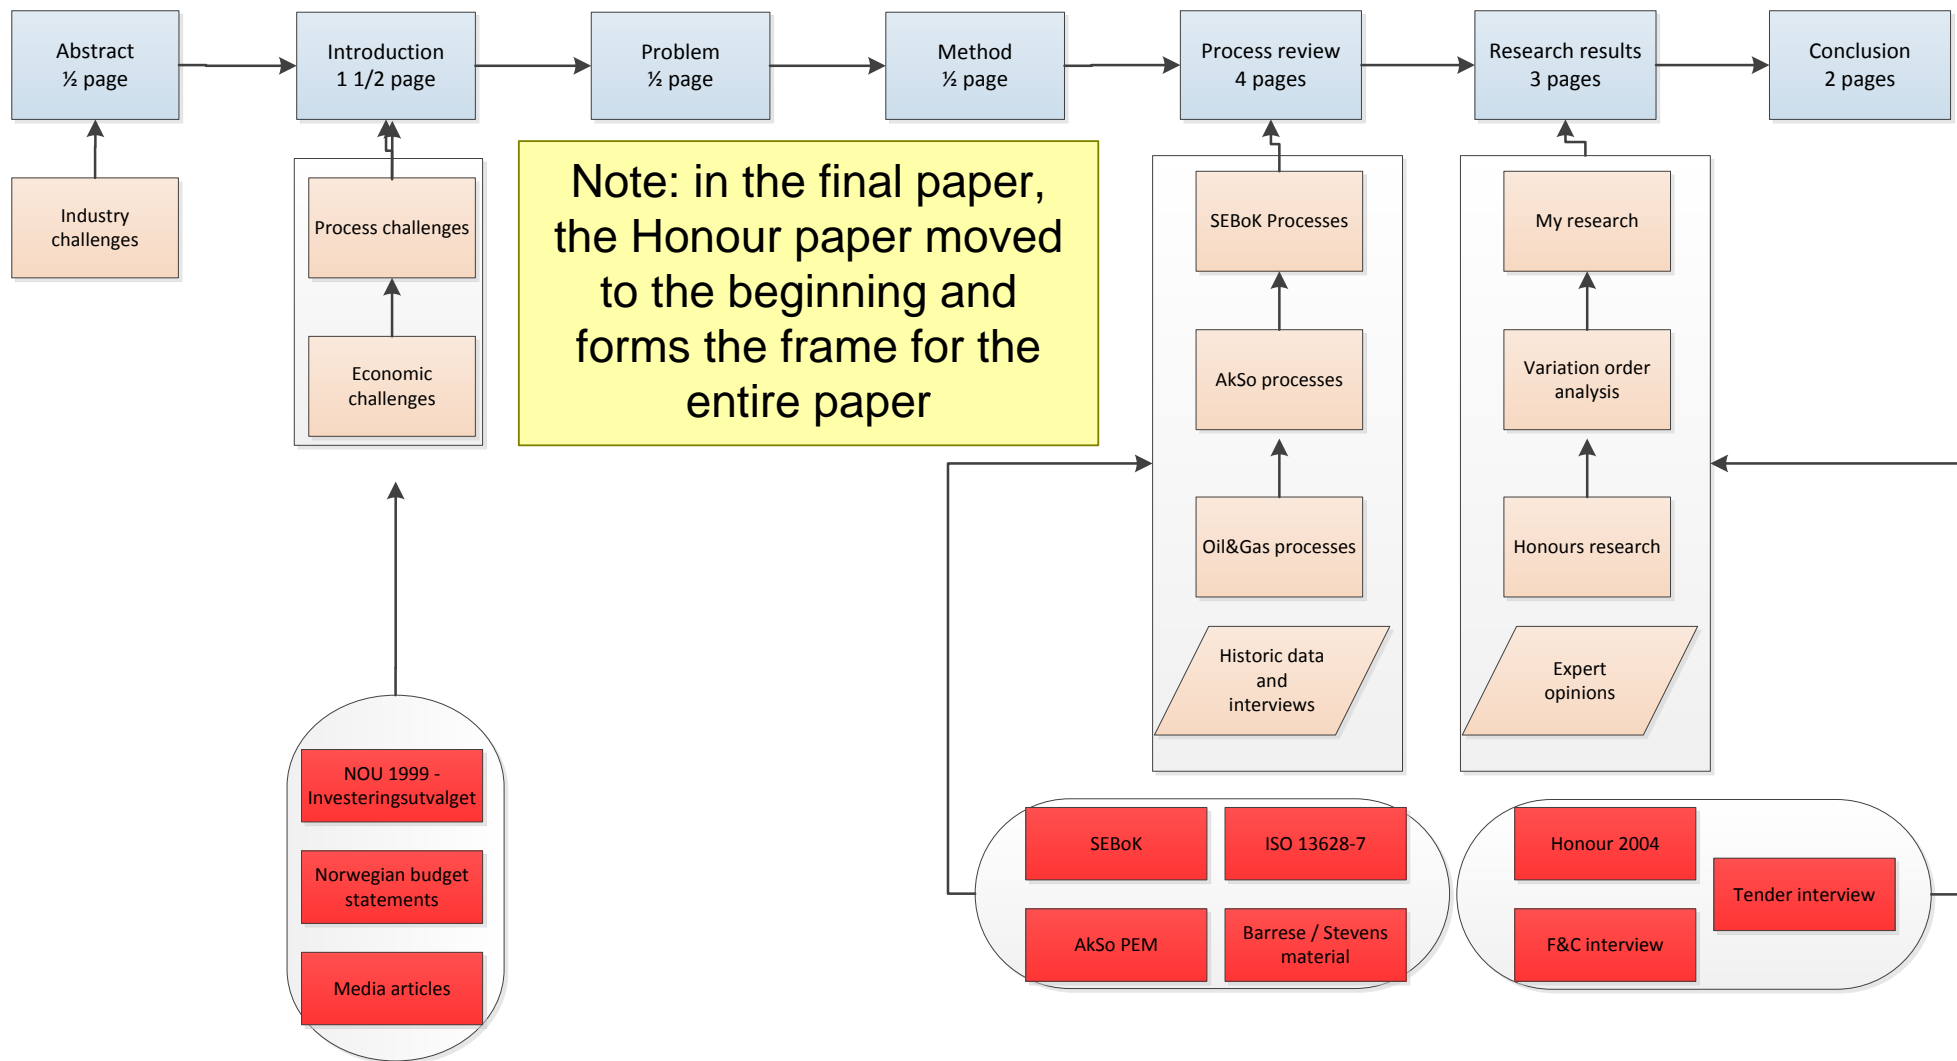 Abstract
½ page
Introduction
1 1/2 page
Problem
½ page
Method
½ page
Process review
4 pages
Research results
3 pages
Conclusion
2 pages
Industry
challenges
Process challenges
Economic
challenges
Note: in the final paper,
the Honour paper moved
to the beginning and
forms the frame for the
entire paper
SEBoK Processes
AkSo processes
Oil&Gas processes
Historic data
and
interviews
My research
Variation order
analysis
Honours research
Expert
opinions
NOU 1999 -
Investeringsutvalget
Norwegian budget
statements
Media articles
SEBoK
ISO 13628-7
AkSo PEM
Barrese / Stevens
material
Honour 2004
Tender interview
F&C interview